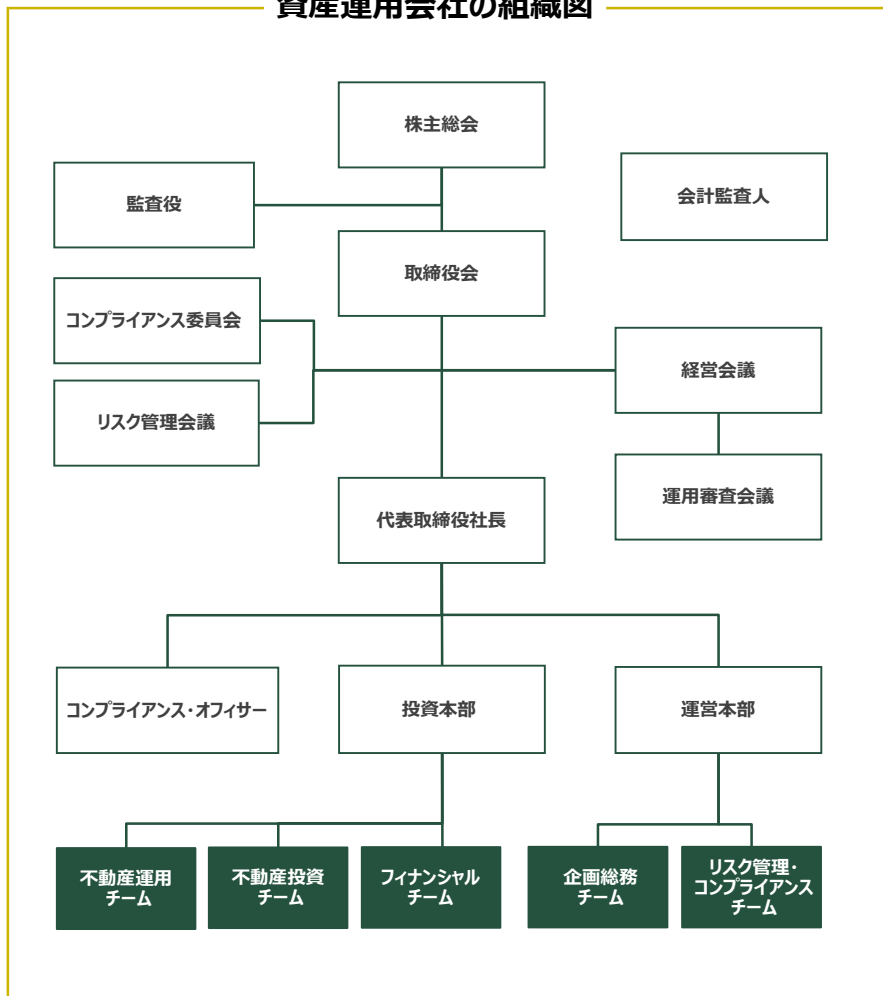 資産運用会社の組織図
株主総会
監査役
会計監査人
取締役会
コンプライアンス委員会
経営会議
リスク管理会議
運用審査会議
代表取締役社長
コンプライアンス・オフィサー
投資本部
運営本部
不動産運用
チーム
不動産投資
チーム
フィナンシャル
チーム
企画総務
チーム
リスク管理・
コンプライアンス
チーム